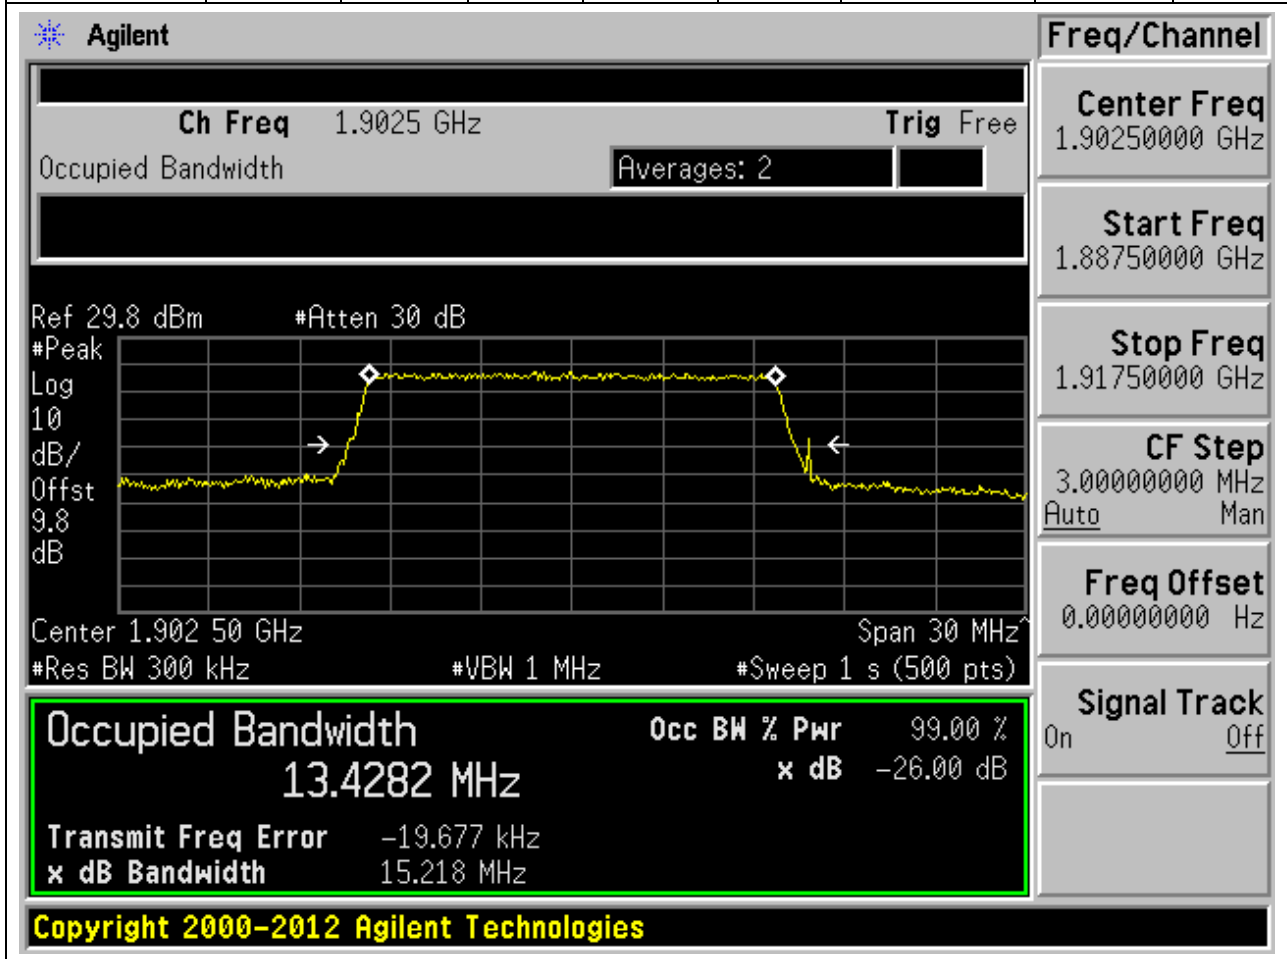 Agilent
Freq/Channel
Ch Freq 1.9025 GHz Trig Free
Occupied Bandwidth Averages: 2
Center Freq
1.90250000 GHz
Start Freq
1.88750000 GHz
Stop Freq
1.91750000 GHz
CF Step
3.00000000 MHz
Auto Man
Freq Offset
0.00000000 Hz
Signal Track
On Off
Ref 29.8 dBm #Atten 30 dB
#Peak
Log
10
dB/
Offst
9.8
dB
Center 1.902 50 GHz Span 30 MHz^
#Res BW 300 kHz #VBW 1 MHz #Sweep 1 s (500 pts)
Occupied Bandwidth Occ BW % Pwr 99.00 %
13.4282 MHz x dB -26.00 dB
Transmit Freq Error -19.677 kHz
x dB Bandwidth 15.218 MHz
Copyright 2000-2012 Agilent Technologies